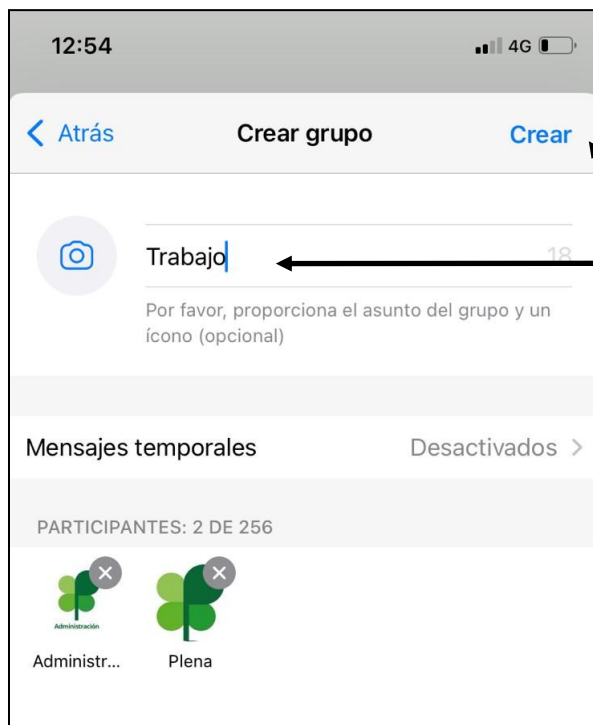 12:54
4G
Atrás
Crear grupo
Crear
Trabajo
18
Por favor, proporciona el asunto del grupo y un
ícono (opcional)
Mensajes temporales
Desactivados
PARTICIPANTES: 2 DE 256
Administración
Administr...
Plena